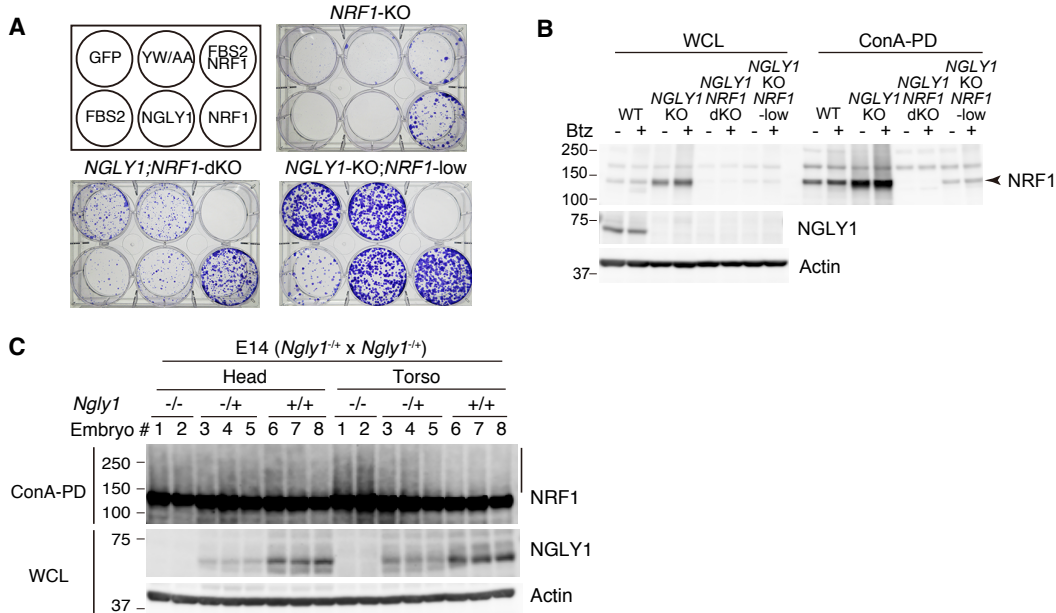 A
NRF1-KO
GFP
YW/AA
FBS2
NRF1
FBS2
NGLY1
NRF1
NGLY1;NRF1-dKO
NGLY1-KO;NRF1-low
B
WCL
ConA-PD
WT
NGLY1
KO
NGLY1
NRF1
dKO
NGLY1
KO
NRF1
-low
WT
NGLY1
KO
NGLY1
NRF1
dKO
NGLY1
KO
NRF1
-low
Btz - + - + - + - + - + - + - + - +
250–
150–
100–
NRF1
75–
NGLY1
37–
Actin
C
E14 (Ngly1-/+ x Ngly1-/+)
Head
Torso
Ngly1 -/- -/+ +/+ -/- -/+ +/+
Embryo # 1 2 3 4 5 6 7 8 1 2 3 4 5 6 7 8
ConA-PD
250 –
150 –
100 –
NRF1
WCL
75 –
NGLY1
37 –
Actin